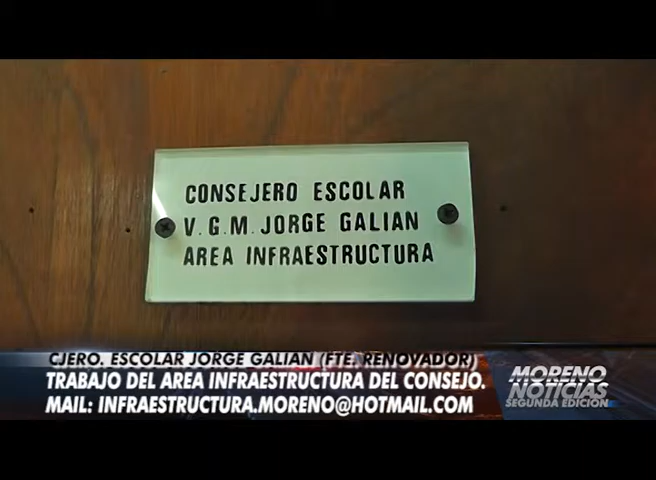 CONSEJERO ESCOLAR
V.G.M. JORGE GALIAN
AREA INFRAESTRUCTURA
CJERO. ESCOLAR JORGE GALIAN (FTE. RENOVADOR)
TRABAJO DEL AREA INFRAESTRUCTURA DEL CONSEJO.
MAIL: INFRAESTRUCTURA.MORENO@HOTMAIL.COM
MORENO
NOTICIAS
SEGUNDA EDICION